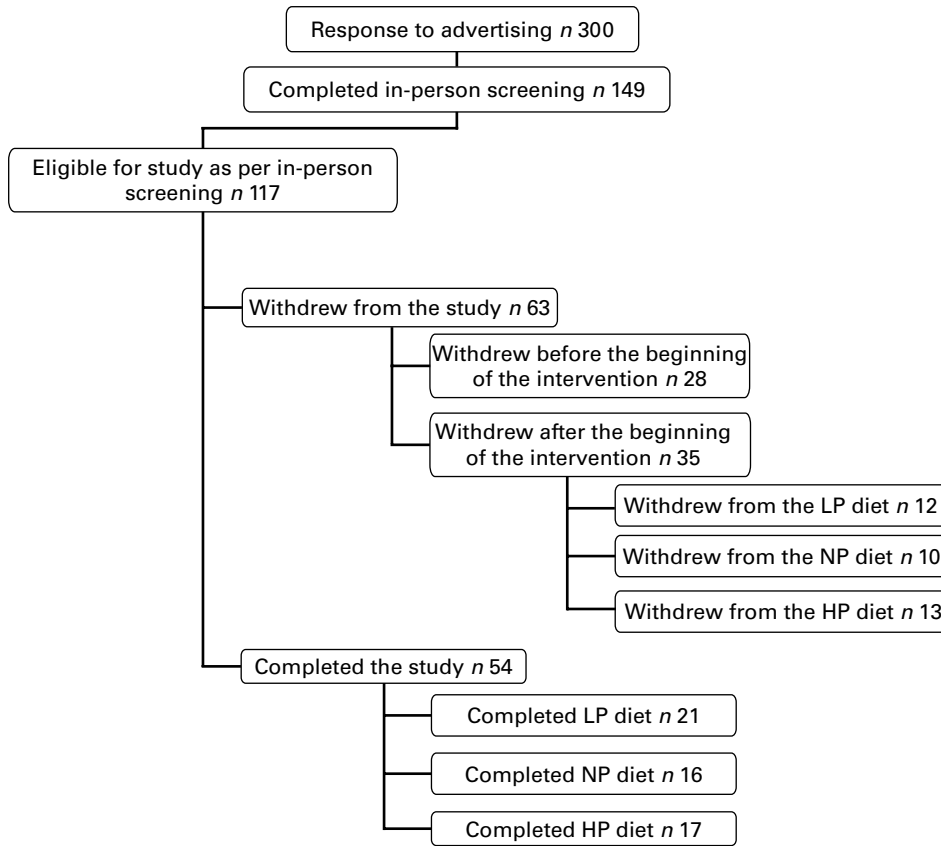 Response to advertising n 300
Completed in-person screening n 149
Eligible for study as per in-person
screening n 117
Withdrew from the study n 63
Withdrew before the beginning
of the intervention n 28
Withdrew after the beginning
of the intervention n 35
Withdrew from the LP diet n 12
Withdrew from the NP diet n 10
Withdrew from the HP diet n 13
Completed the study n 54
Completed LP diet n 21
Completed NP diet n 16
Completed HP diet n 17